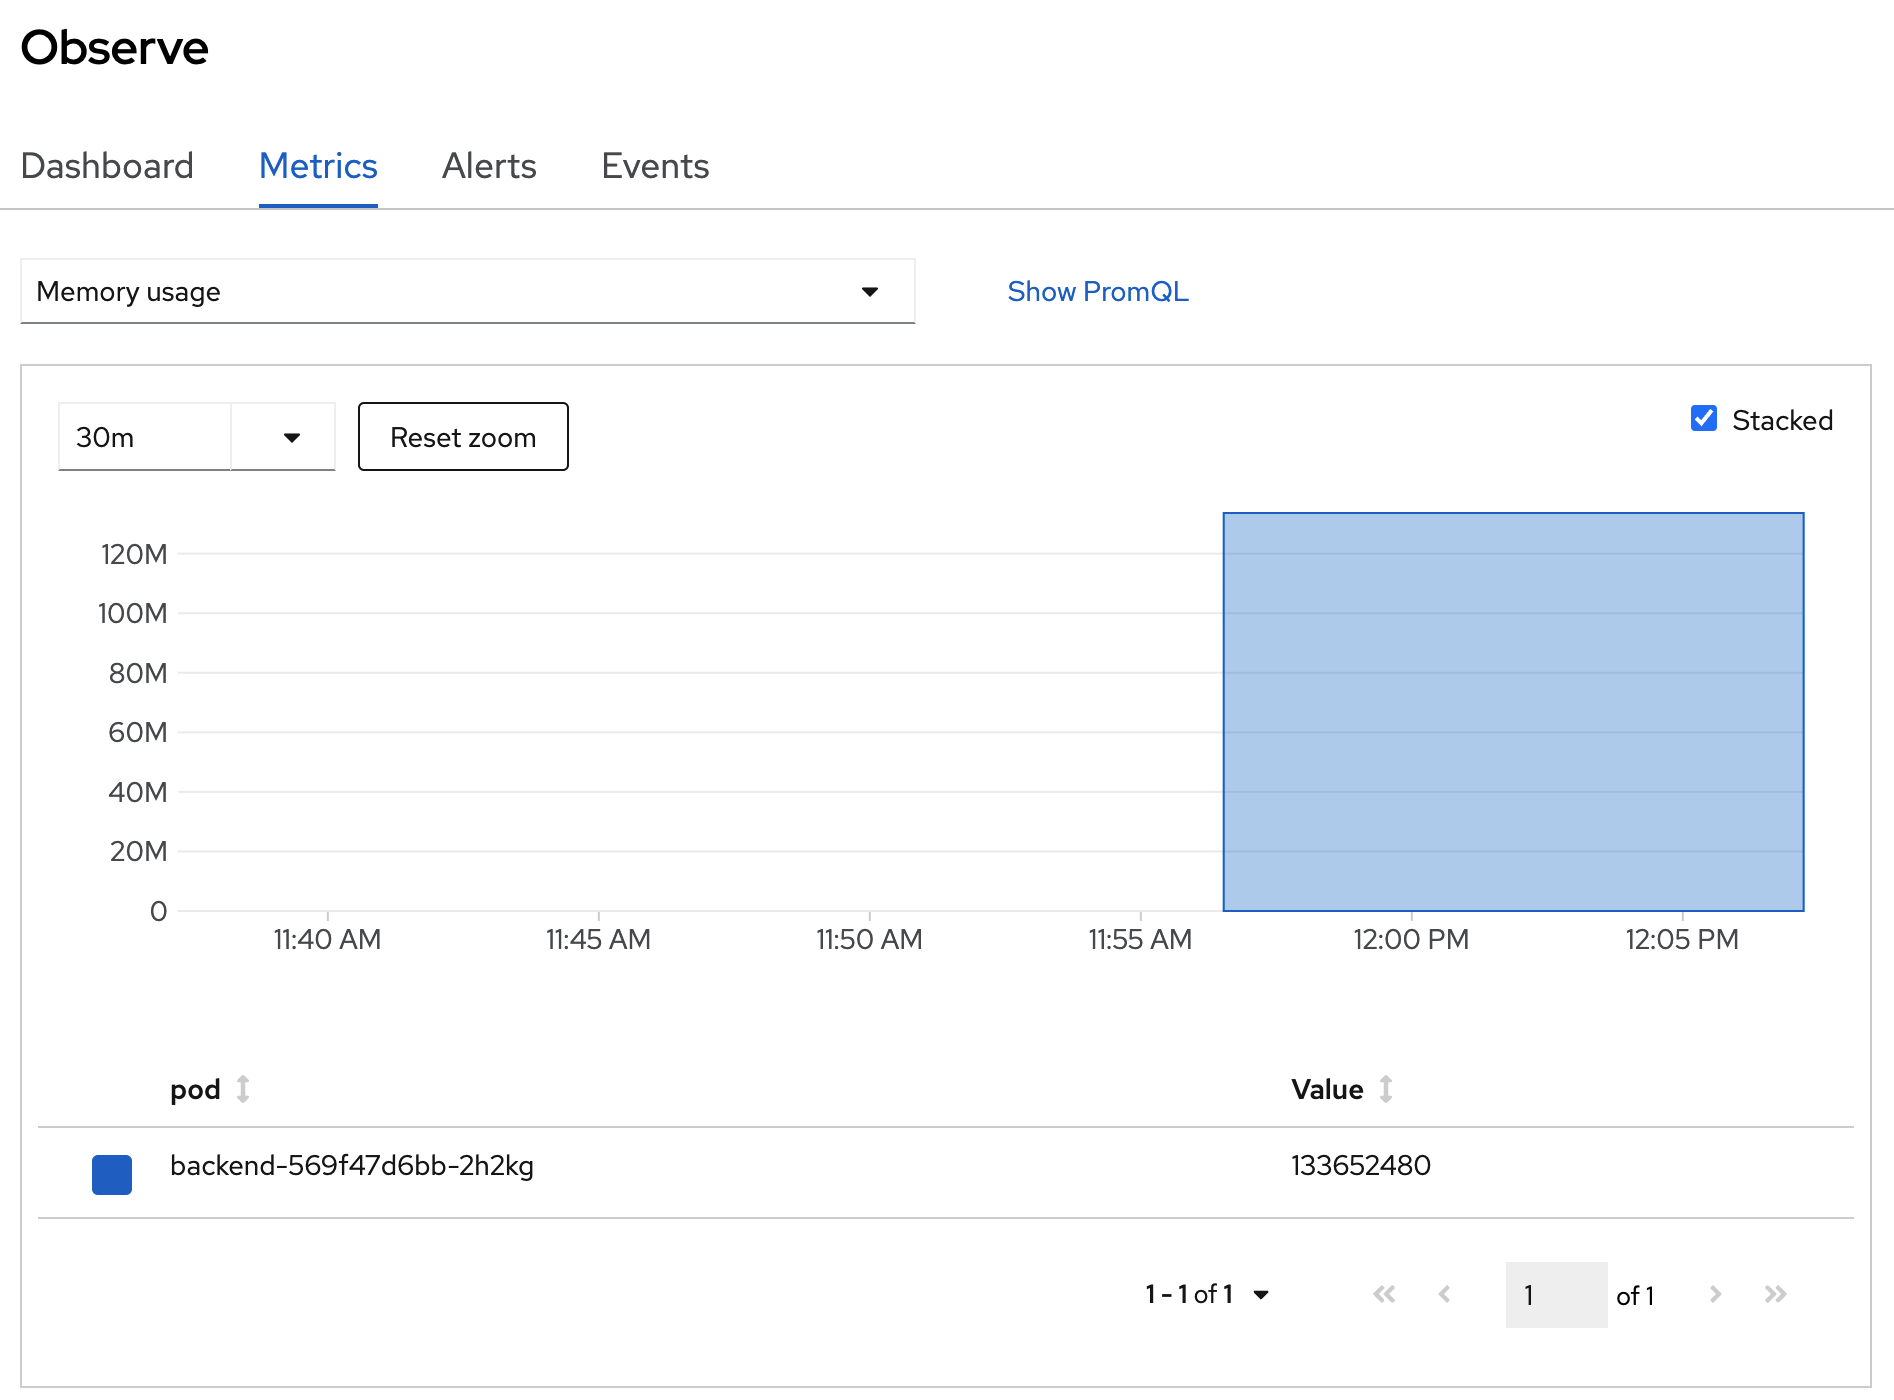 Observe
Dashboard Metrics Alerts Events
Memory usage Show PromQL
30m Reset zoom Stacked
120M
100M
80M
60M
40M
20M
0
11:40 AM 11:45 AM 11:50 AM 11:55 AM 12:00 PM 12:05 PM
pod Value
backend-569f47d6bb-2h2kg 133652480
1 - 1 of 1 1 of 1